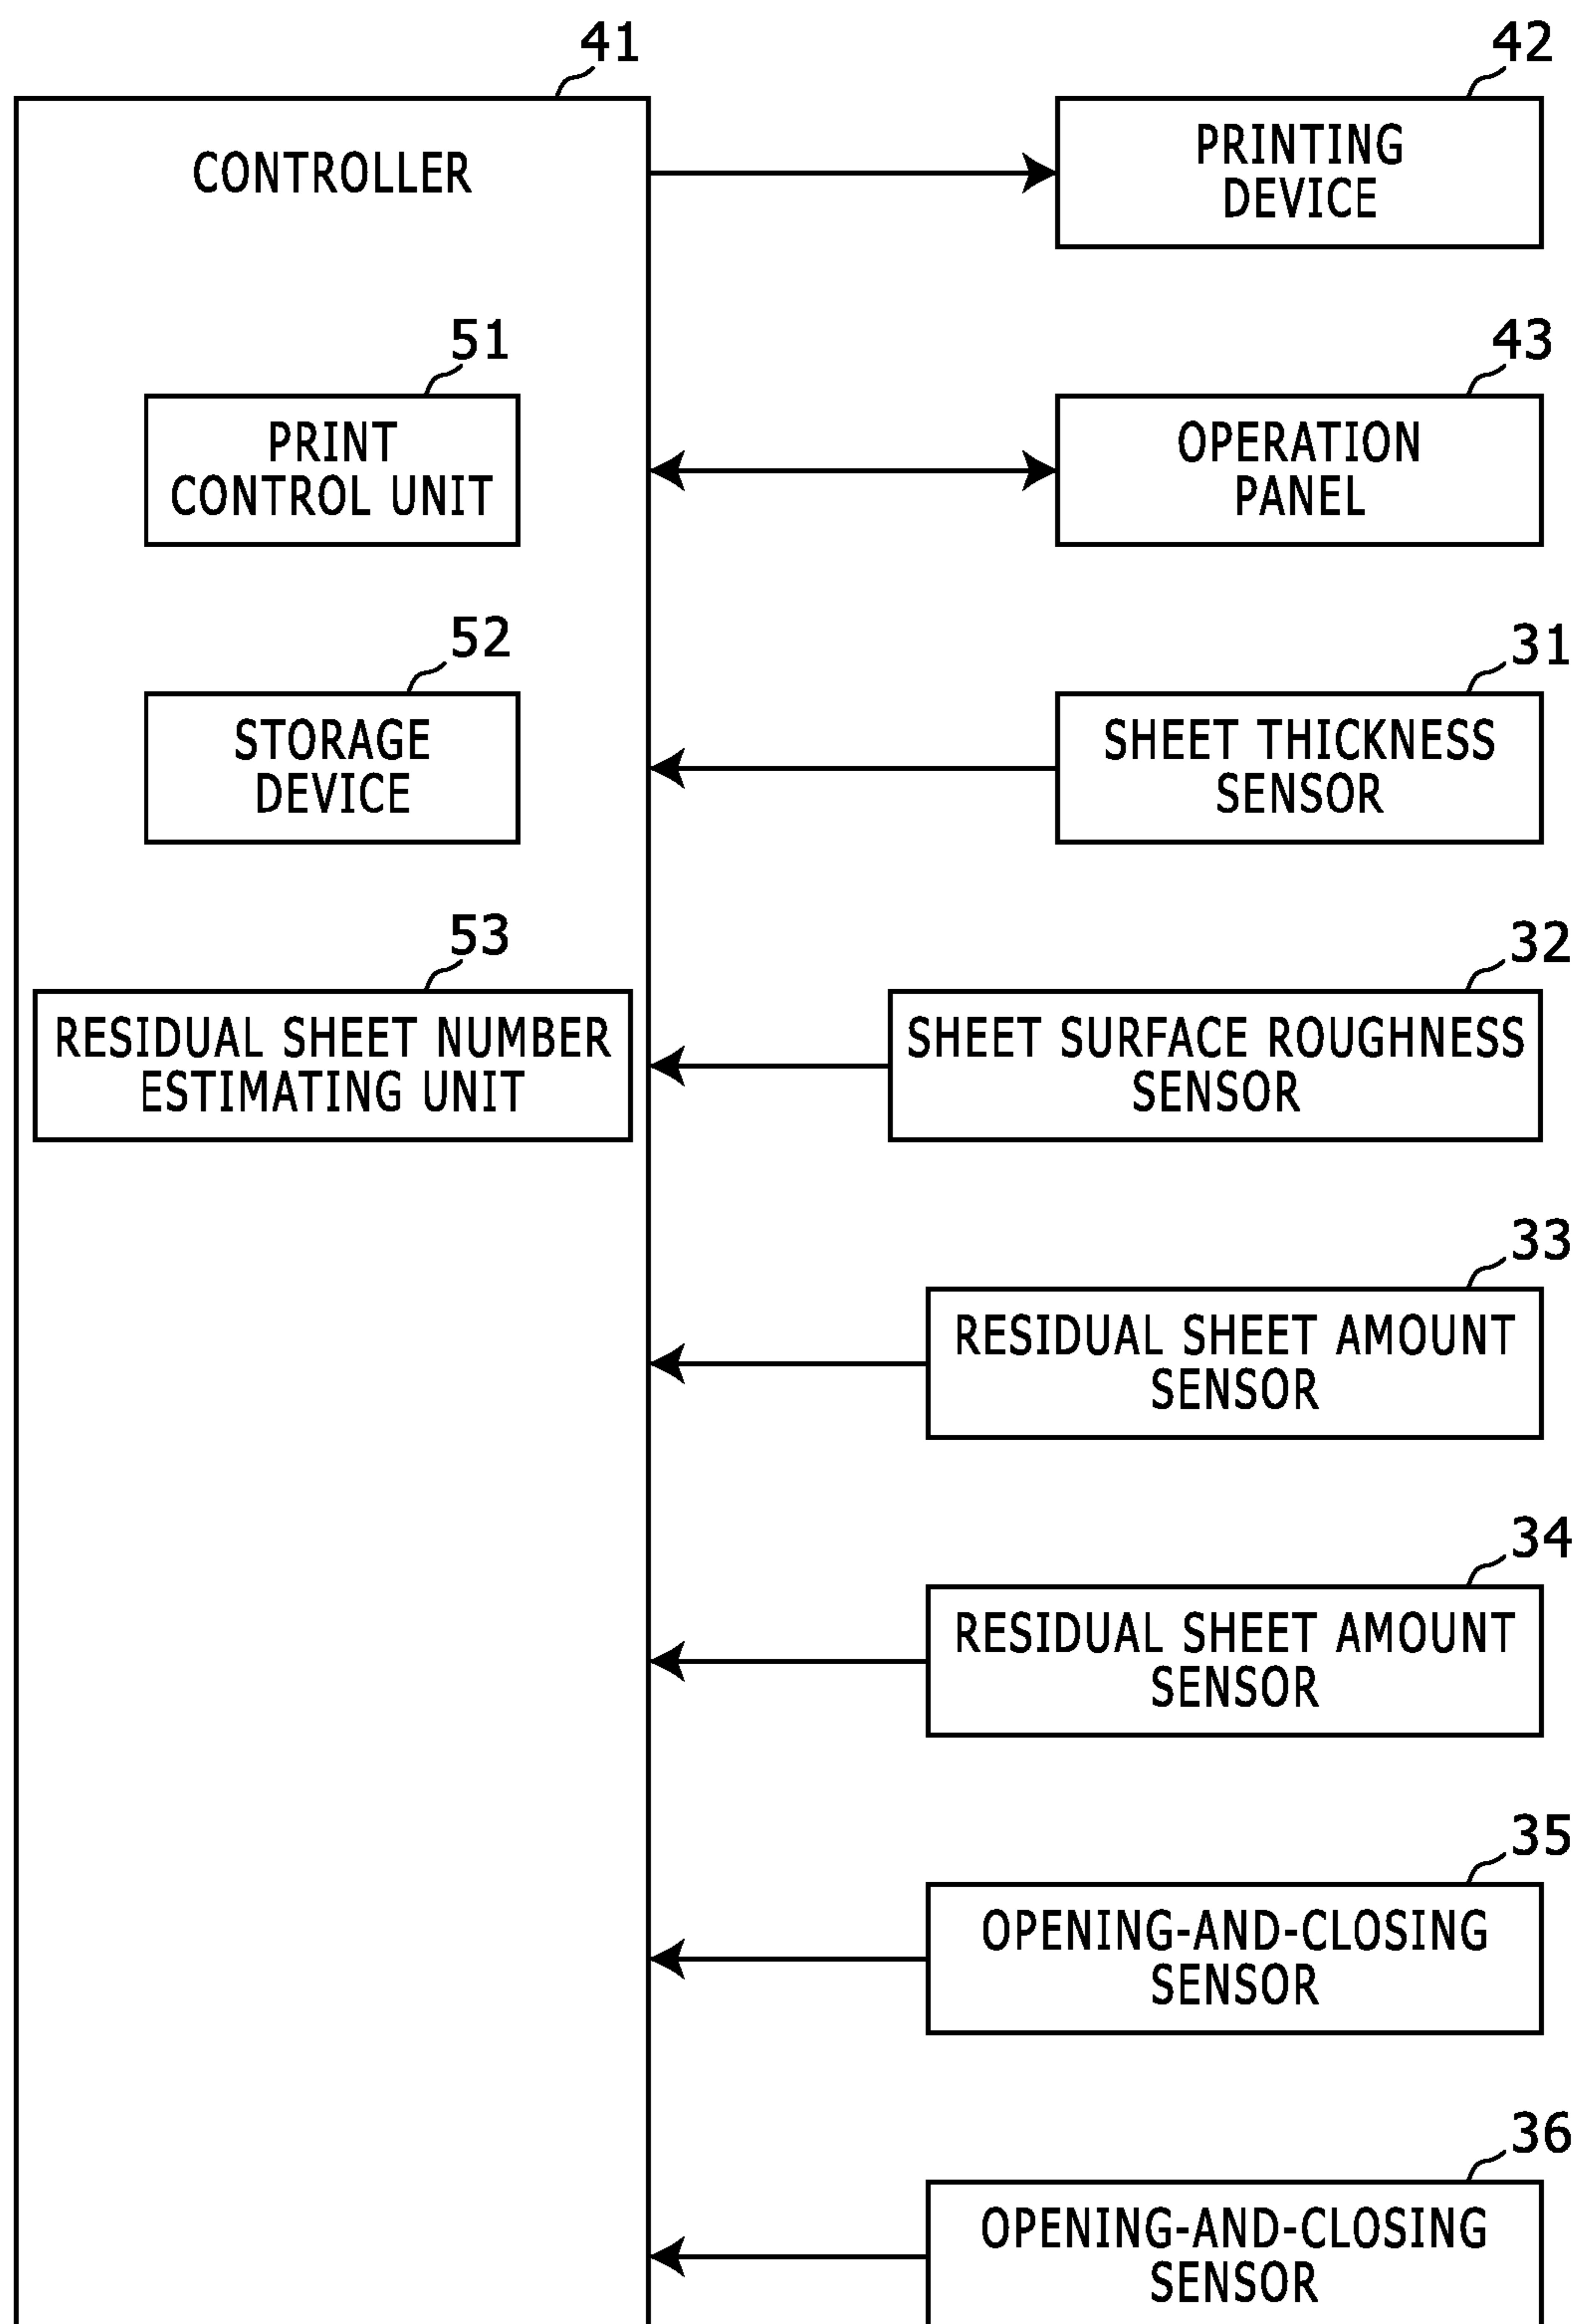 41
CONTROLLER
42
PRINTING
DEVICE
51
PRINT
CONTROL UNIT
43
OPERATION
PANEL
52
STORAGE
DEVICE
31
SHEET THICKNESS
SENSOR
53
RESIDUAL SHEET NUMBER
ESTIMATING UNIT
32
SHEET SURFACE ROUGHNESS
SENSOR
33
RESIDUAL SHEET AMOUNT
SENSOR
34
RESIDUAL SHEET AMOUNT
SENSOR
35
OPENING-AND-CLOSING
SENSOR
36
OPENING-AND-CLOSING
SENSOR